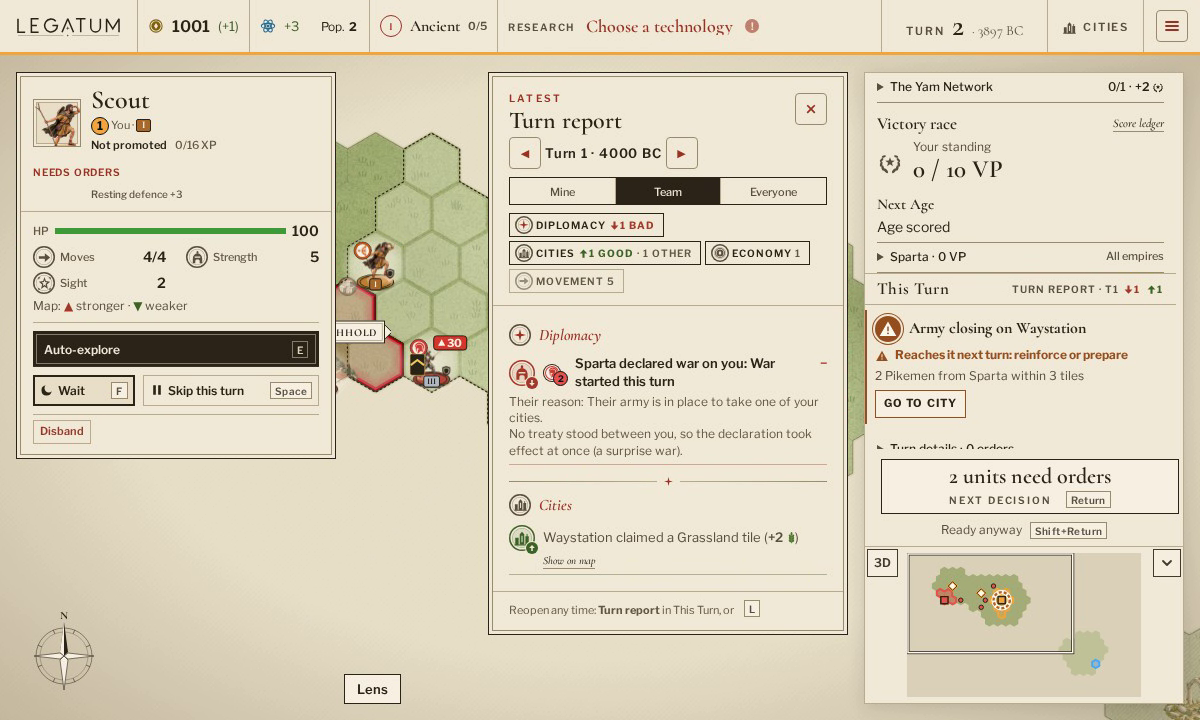 LEGATUM
1001 (+1)
+3
Pop. 2
I Ancient 0/5
RESEARCH Choose a technology !
TURN 2 · 3897 BC
CITIES
Scout
1 You · I
Not promoted 0/16 XP
NEEDS ORDERS
Resting defence +3
HP 100
Moves 4/4
Strength 5
Sight 2
Map: ▲ stronger · ▼ weaker
Auto-explore E
Wait F
Skip this turn Space
Disband
I
HHOLD
▲30
III
N
Lens
LATEST
Turn report
✕
◀ Turn 1 · 4000 BC ▶
Mine Team Everyone
DIPLOMACY 1 BAD
CITIES 1 GOOD · 1 OTHER
ECONOMY 1
MOVEMENT 5
Diplomacy
2
Sparta declared war on you: War
started this turn
–
Their reason: Their army is in place to take one of your
cities.
No treaty stood between you, so the declaration took
effect at once (a surprise war).
Cities
Waystation claimed a Grassland tile (+2)
Show on map
Reopen any time: Turn report in This Turn, or L
The Yam Network 0/1 · +2
Victory race Score ledger
Your standing
0 / 10 VP
Next Age
Age scored
Sparta · 0 VP All empires
This Turn TURN REPORT · T1 1 1
Army closing on Waystation
Reaches it next turn: reinforce or prepare
2 Pikemen from Sparta within 3 tiles
GO TO CITY
Turn details · 0 orders
2 units need orders
NEXT DECISION Return
Ready anyway Shift+Return
3D